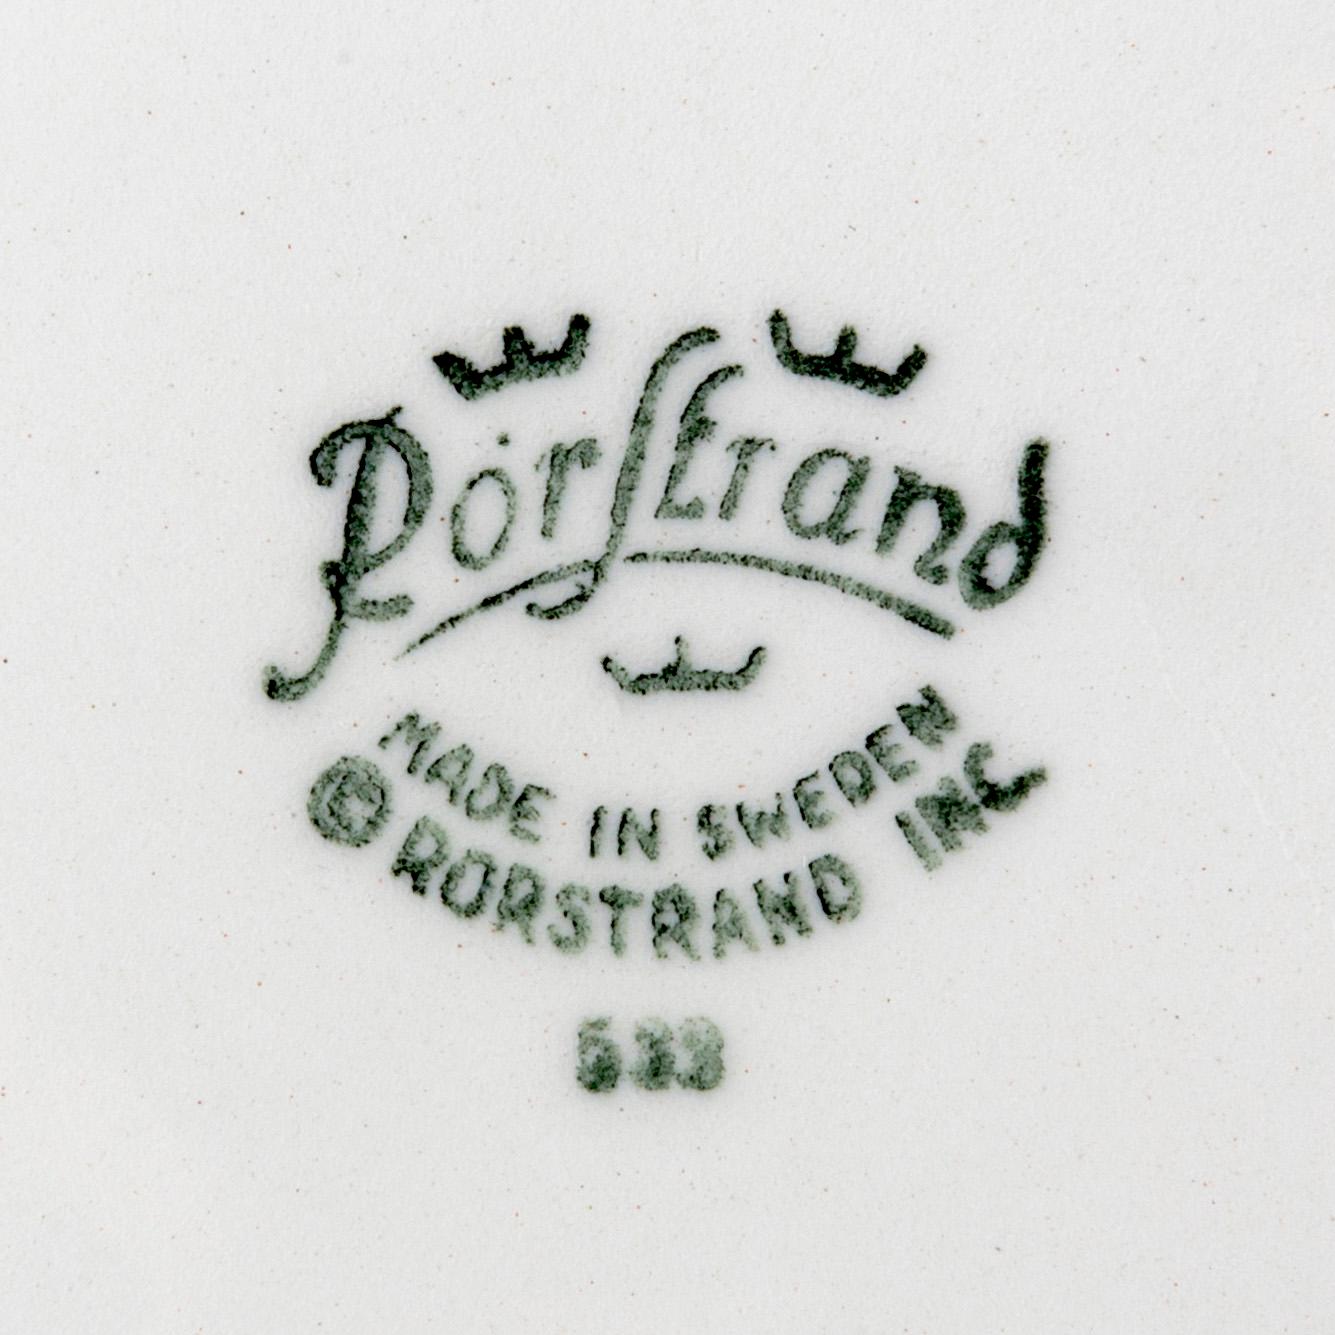 Rörstrand
MADE IN SWEDEN
© RORSTRAND INC
533